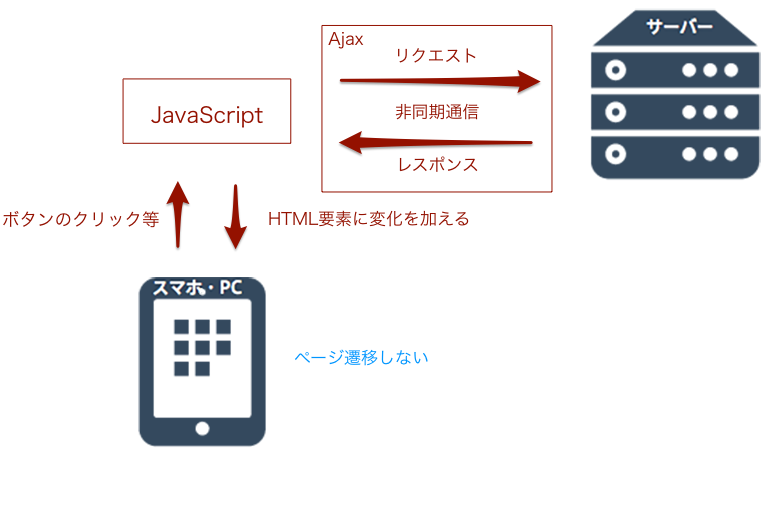 サーバー
Ajax
リクエスト
JavaScript
非同期通信
レスポンス
ボタンのクリック等
HTML要素に変化を加える
スマホ・PC
ページ遷移しない